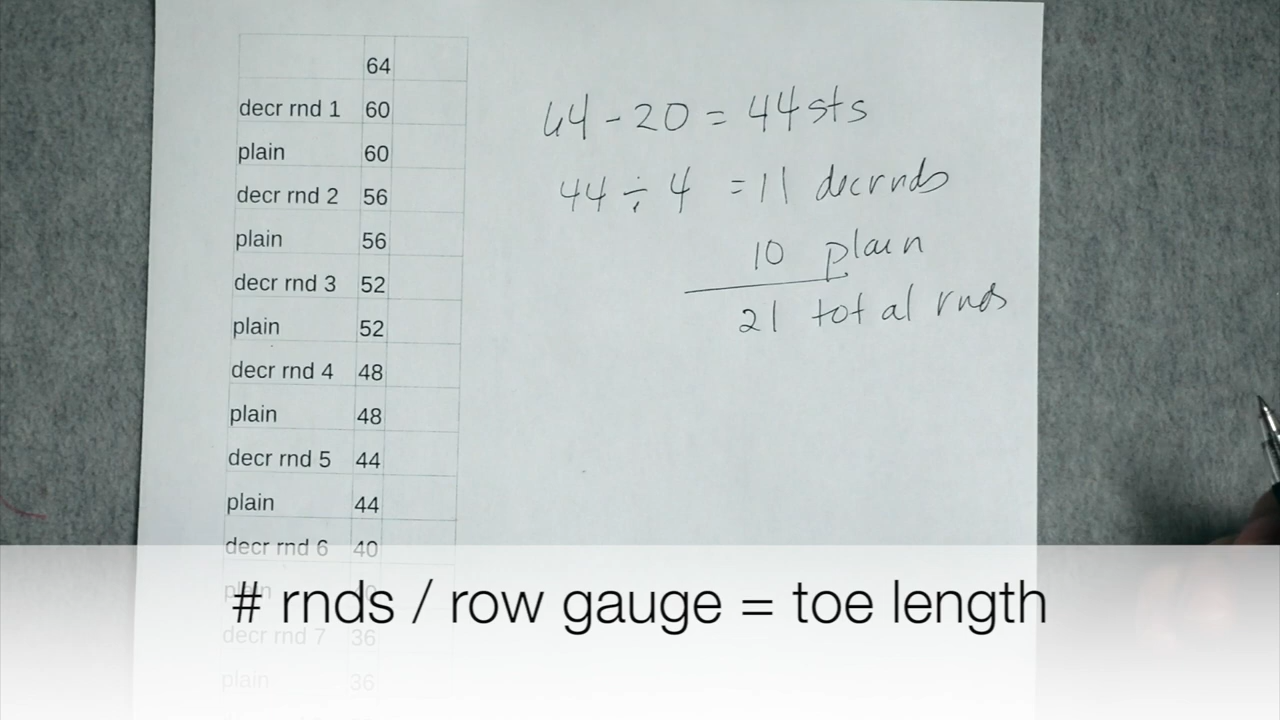 64
decr rnd 1 60
plain 60
decr rnd 2 56
plain 56
decr rnd 3 52
plain 52
decr rnd 4 48
plain 48
decr rnd 5 44
plain 44
decr rnd 6 40
plain
decr rnd 7 36
plain 36
64 - 20 = 44 sts
44 ÷ 4 = 11 decrnds
10 plain
21 total rnds
# rnds / row gauge = toe length